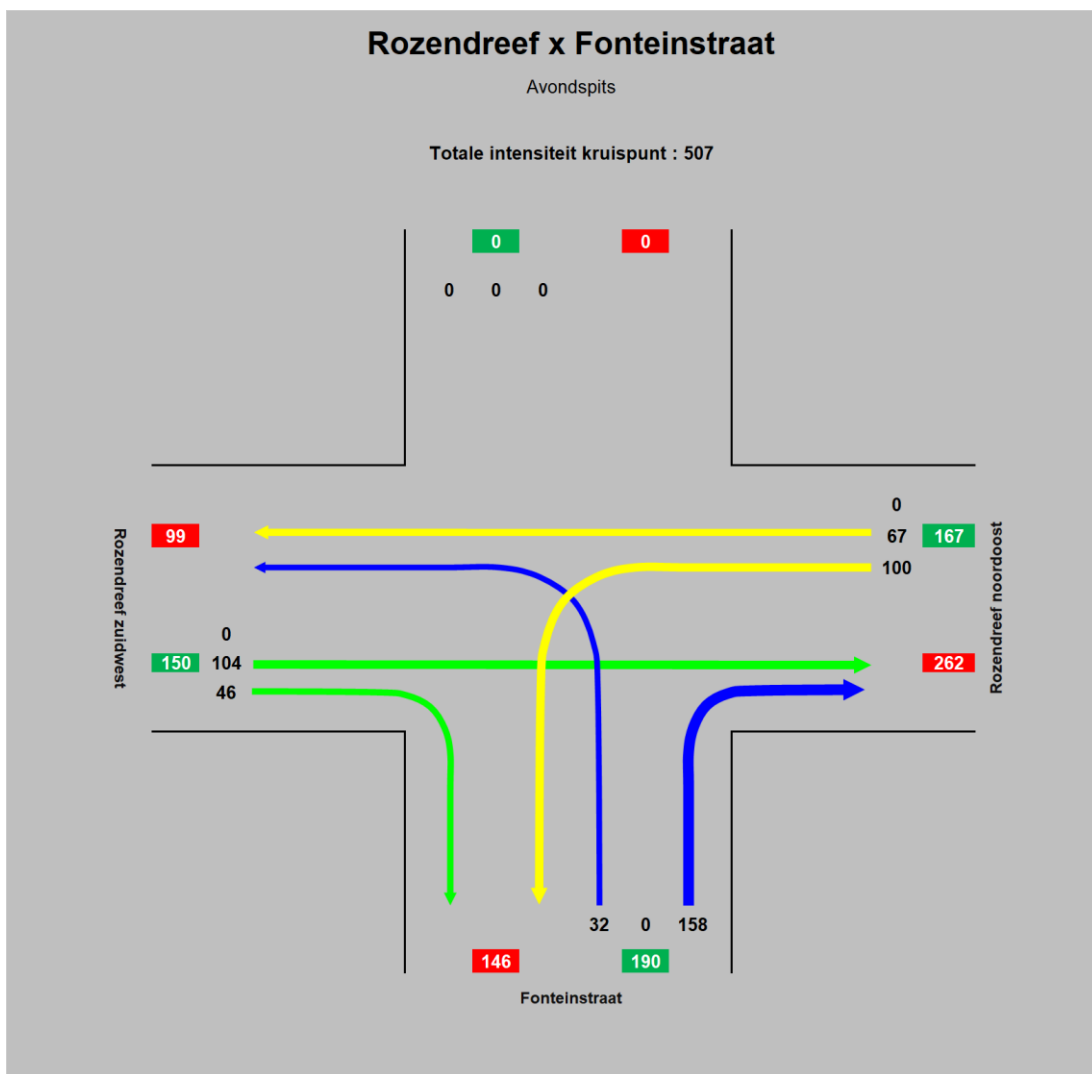 Rozendreef x Fonteinstraat
Avondspits
Totale intensiteit kruispunt : 507
0 0
0 0 0
0
99 67 167
100
Rozendreef zuidwest
Rozendreef noordoost
0
150 104 262
46
32 0 158
146 190
Fonteinstraat